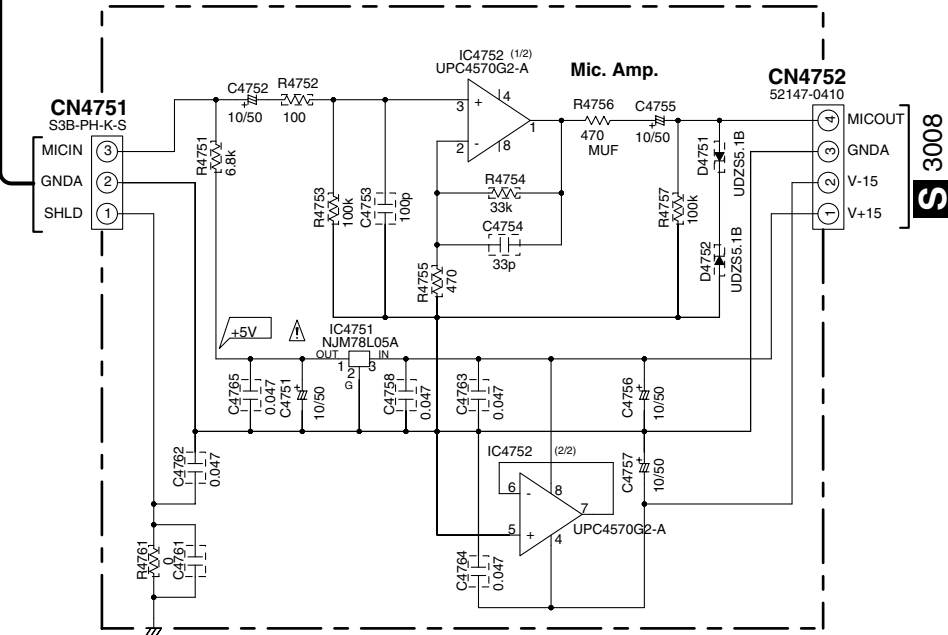 IC4752 (1/2)
UPC4570G2-A
Mic. Amp.
CN4751
S3B-PH-K-S
MICIN 3
GNDA 2
SHLD 1
C4752
10/50
R4752
100
R4751
6.8k
R4753
100k
C4753
100p
3 +
2 -
4
8
1
R4754
33k
C4754
33p
R4755
470
R4756
470
MUF
C4755
10/50
R4757
100k
D4751
UDZS5.1B
D4752
UDZS5.1B
CN4752
52147-0410
4 MICOUT
3 GNDA
2 V-15
1 V+15
S 3008
+5V
IC4751
NJM78L05A
OUT IN
1 2 3
G
C4765
0.047
C4751
10/50
C4758
0.047
C4763
0.047
C4756
10/50
C4762
0.047
IC4752 (2/2)
6 -
5 +
8
7
4
UPC4570G2-A
C4757
10/50
R4761
0
C4761
C4764
0.047